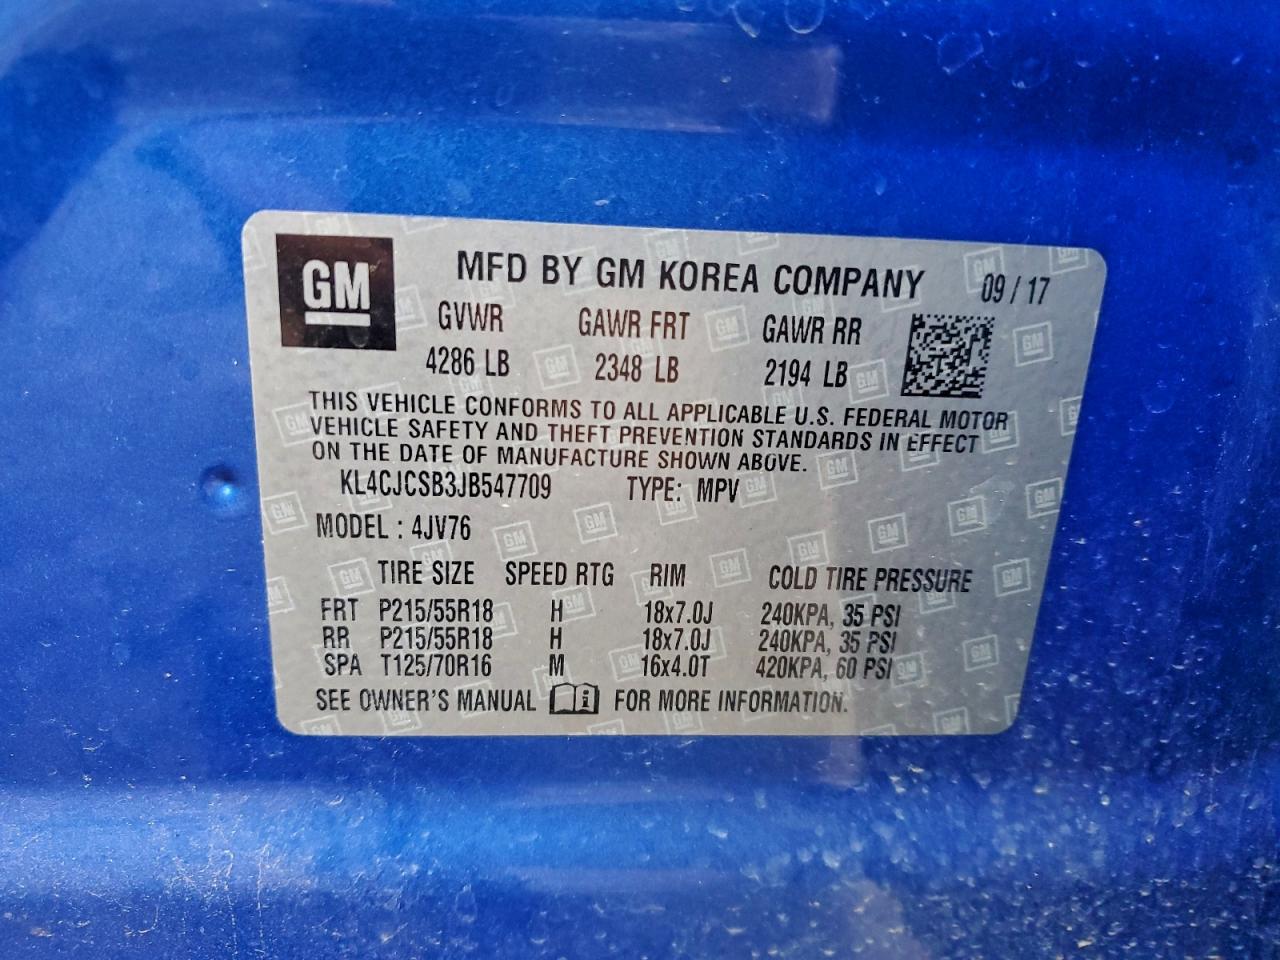 GM
MFD BY GM KOREA COMPANY 09 / 17
GVWR GAWR FRT GAWR RR
4286 LB 2348 LB 2194 LB
THIS VEHICLE CONFORMS TO ALL APPLICABLE U.S. FEDERAL MOTOR
VEHICLE SAFETY AND THEFT PREVENTION STANDARDS IN EFFECT
ON THE DATE OF MANUFACTURE SHOWN ABOVE.
KL4CJCSB3JB547709 TYPE: MPV
MODEL : 4JV76
TIRE SIZE SPEED RTG RIM COLD TIRE PRESSURE
FRT P215/55R18 H 18x7.0J 240KPA, 35 PSI
RR P215/55R18 H 18x7.0J 240KPA, 35 PSI
SPA T125/70R16 M 16x4.0T 420KPA, 60 PSI
SEE OWNER'S MANUAL i FOR MORE INFORMATION.